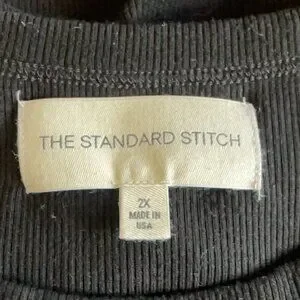 THE STANDARD STITCH
2X
MADE IN
USA